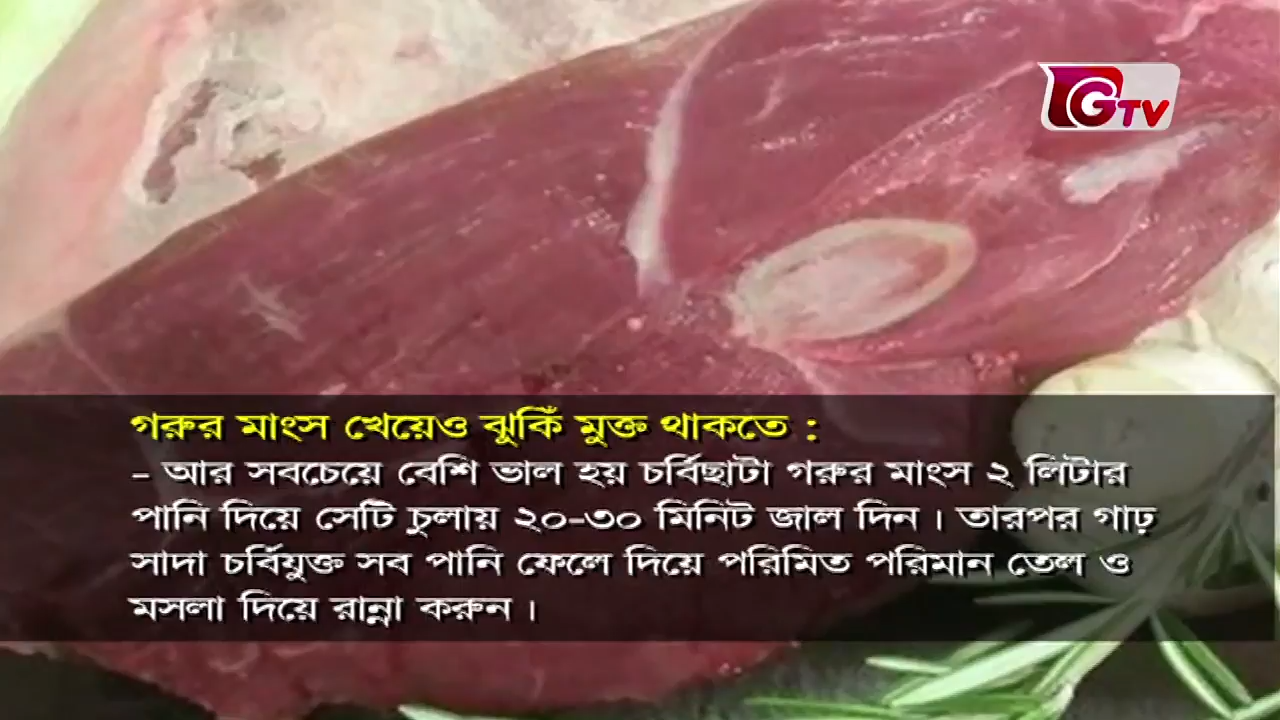 GTV
গরুর মাংস খেয়েও ঝুকিঁ মুক্ত থাকতে :
- আর সবচেয়ে বেশি ভাল হয় চর্বিছাটা গরুর মাংস ২ লিটার
পানি দিয়ে সেটি চুলায় ২০-৩০ মিনিট জাল দিন। তারপর গাঢ়
সাদা চর্বিযুক্ত সব পানি ফেলে দিয়ে পরিমিত পরিমান তেল ও
মসলা দিয়ে রান্না করুন।